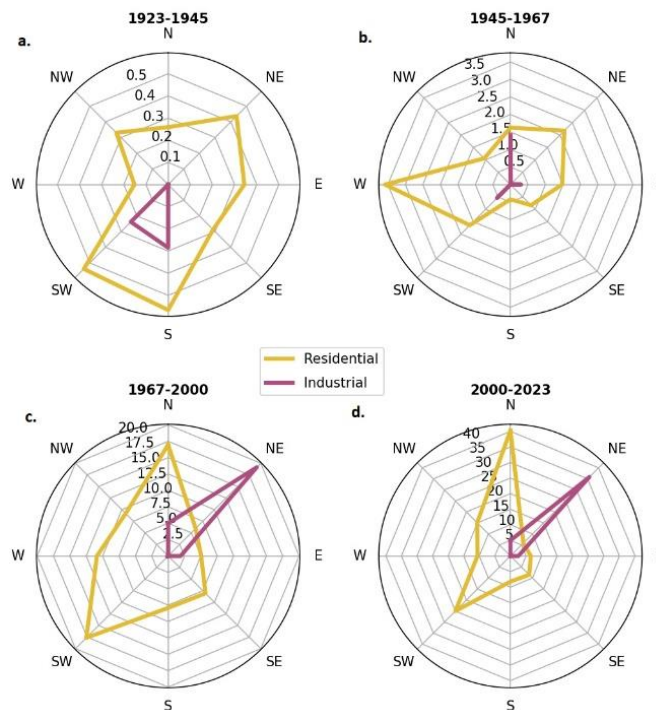 1923-1945
a.
N
NW
NE
W
E
SW
SE
S
0.5
0.4
0.3
0.2
0.1
1945-1967
b.
N
NW
NE
W
SW
SE
S
3.5
3.0
2.5
2.0
1.5
1.0
0.5
Residential
Industrial
1967-2000
c.
N
NW
NE
W
E
SW
SE
S
20.0
17.5
15.0
12.5
10.0
7.5
5.0
2.5
2000-2023
d.
N
NW
NE
W
SW
SE
S
40
35
30
25
20
15
10
5